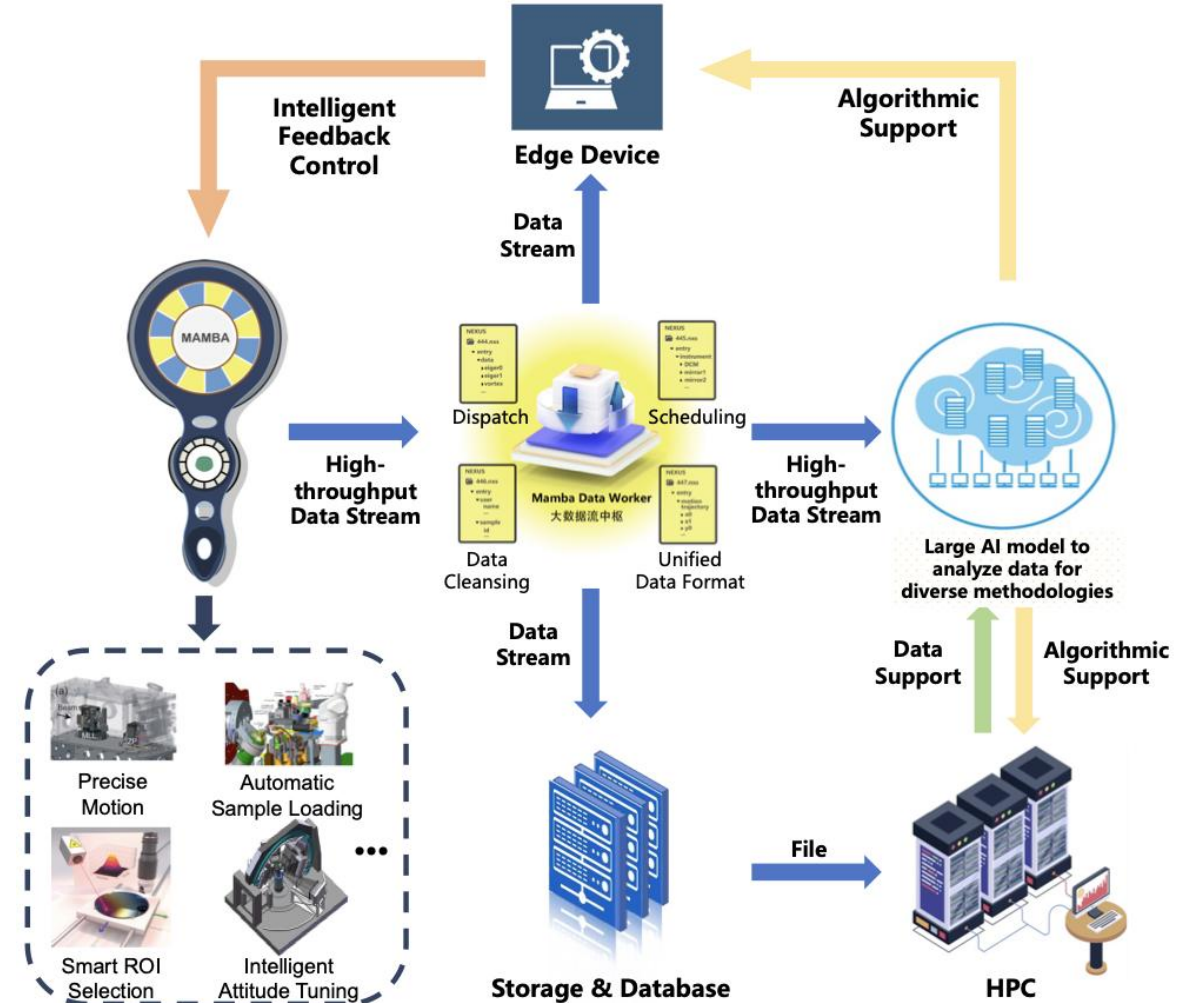 Intelligent
Feedback
Control
Edge Device
Algorithmic
Support
Data
Stream
MAMBA
High-
throughput
Data Stream
NEXUS
444.nxs
entry
data
eiger0
eiger1
vortex
...
Dispatch
NEXUS
445.nxs
entry
instrument
DCM
mirror1
mirror2
...
Scheduling
Mamba Data Worker
大数据流中枢
NEXUS
446.nxs
entry
user
name
...
sample
id
...
Data
Cleansing
NEXUS
447.nxs
entry
motion
trajectory
...
Unified
Data Format
High-
throughput
Data Stream
Large AI model to
analyze data for
diverse methodologies
Data
Stream
Data
Support
Algorithmic
Support
(a)
Beam
Precise
Motion
Automatic
Sample Loading
Smart ROI
Selection
Intelligent
Attitude Tuning
•••
Storage & Database
File
HPC